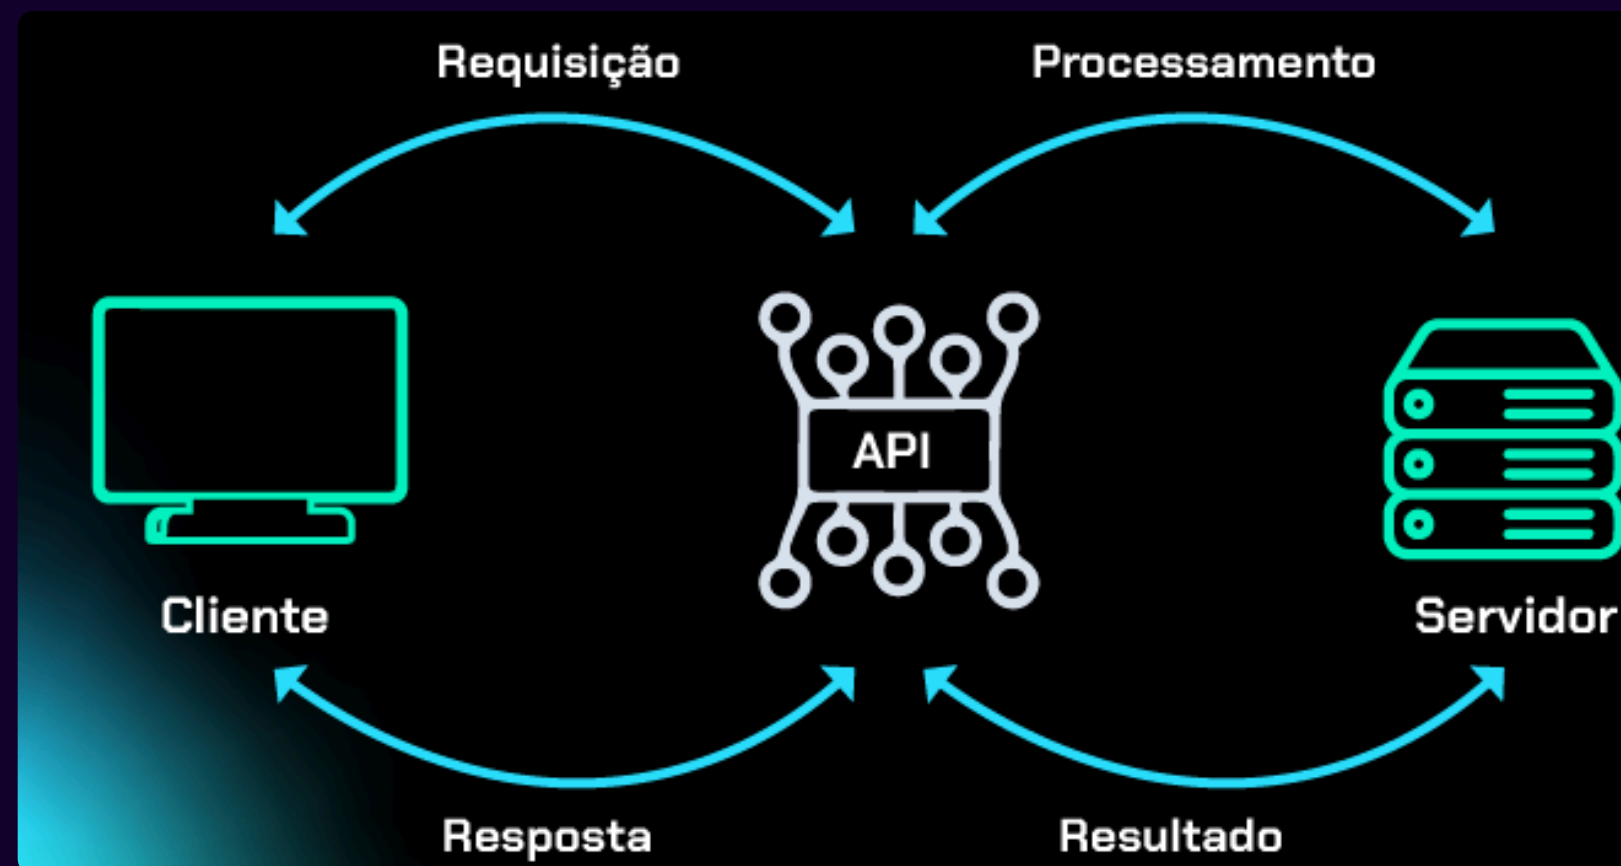 Requisição
Processamento
API
Cliente
Servidor
Resposta
Resultado